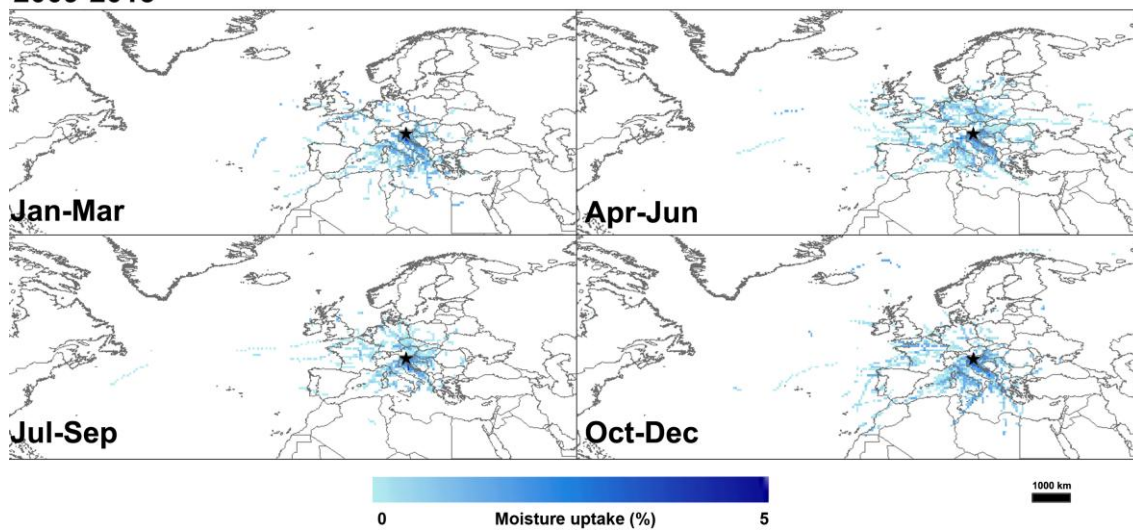 Jan-Mar
Apr-Jun
Jul-Sep
Oct-Dec
1000 km
0 Moisture uptake (%) 5